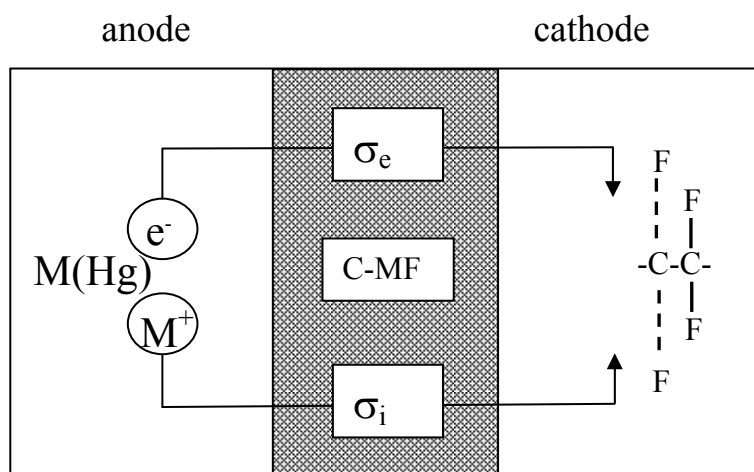 anode cathode
σe
e-
M(Hg)
M+
C-MF
σi
F
F
-C-C-
F
F